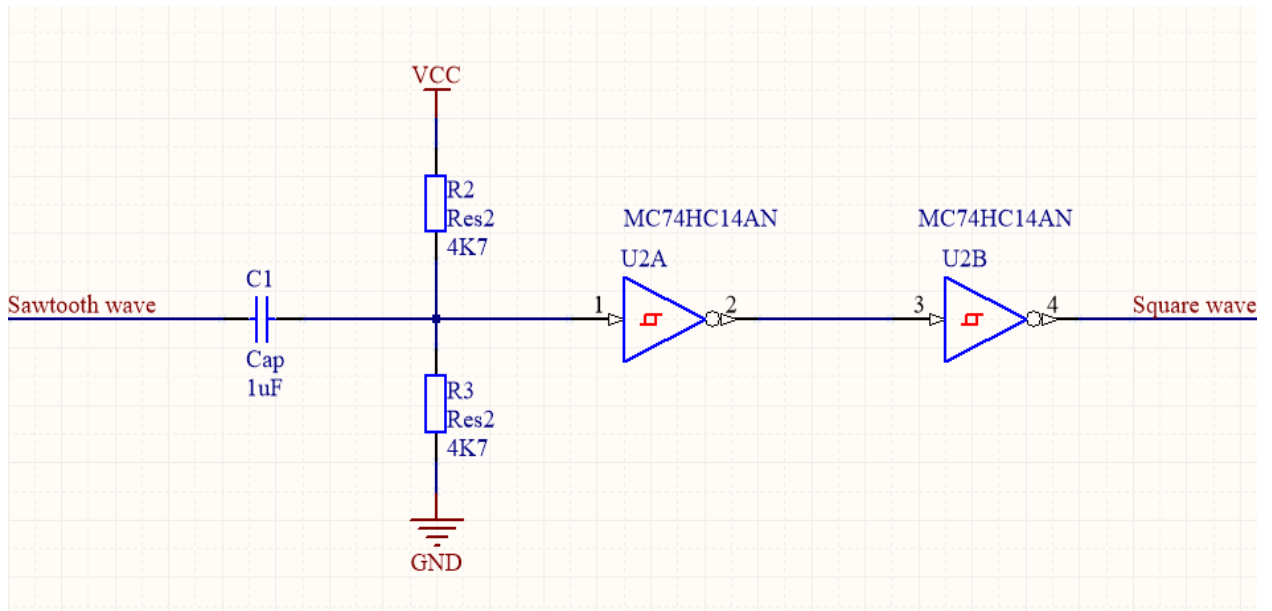 VCC
R2
Res2
4K7
MC74HC14AN
MC74HC14AN
U2A
U2B
C1
Sawtooth wave
1
2
3
4
Square wave
Cap
1uF
R3
Res2
4K7
GND